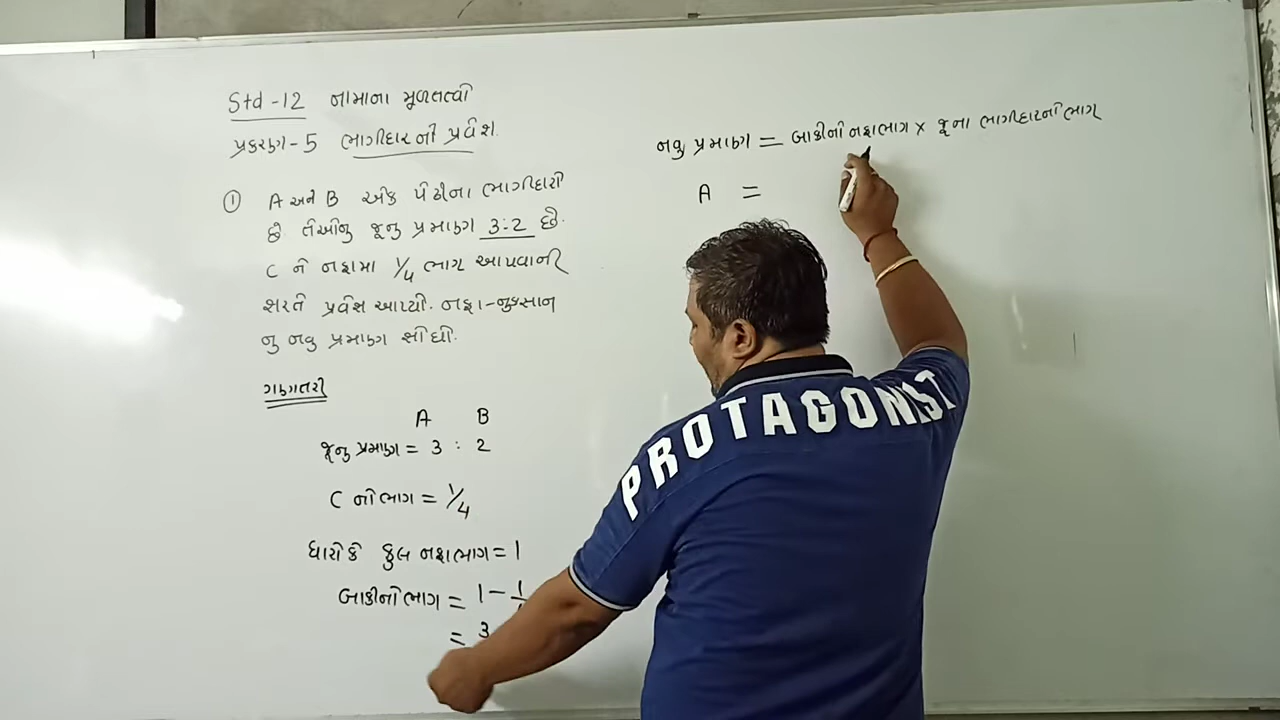 Std-12 નામાના મૂળતત્વો
પ્રકરણ-5 ભાગીદારનો પ્રવેશ.
① A અને B એક પેઢીના ભાગીદારો
છે તેઓનુ જૂનુ પ્રમાણ 3:2 છે.
C ને નફામા 1/4 ભાગ આપવાની
શરતે પ્રવેશ આપ્યો. નફા-નુકસાન
નુ નવુ પ્રમાણ શોધો.
ગણતરી
A B
જૂનુ પ્રમાણ = 3 : 2
C નો ભાગ = 1/4
ધારો કે કુલ નફાભાગ = 1
બાકીનો ભાગ = 1 - 1
= 3
નવુ પ્રમાણ = બાકીનો નફાભાગ × જૂના ભાગીદારનો ભાગ
A =
PROTAGONIST